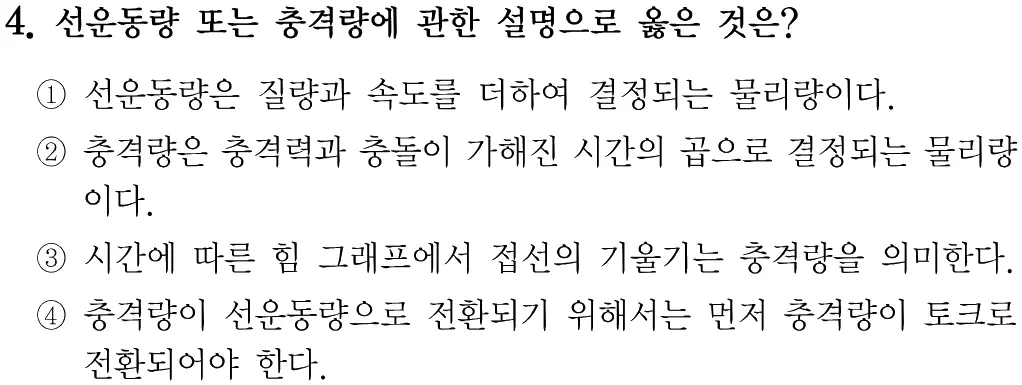 4. 선운동량 또는 충격량에 관한 설명으로 옳은 것은?
① 선운동량은 질량과 속도를 더하여 결정되는 물리량이다.
② 충격량은 충격력과 충돌이 가해진 시간의 곱으로 결정되는 물리량
이다.
③ 시간에 따른 힘 그래프에서 접선의 기울기는 충격량을 의미한다.
④ 충격량이 선운동량으로 전환되기 위해서는 먼저 충격량이 토크로
전환되어야 한다.